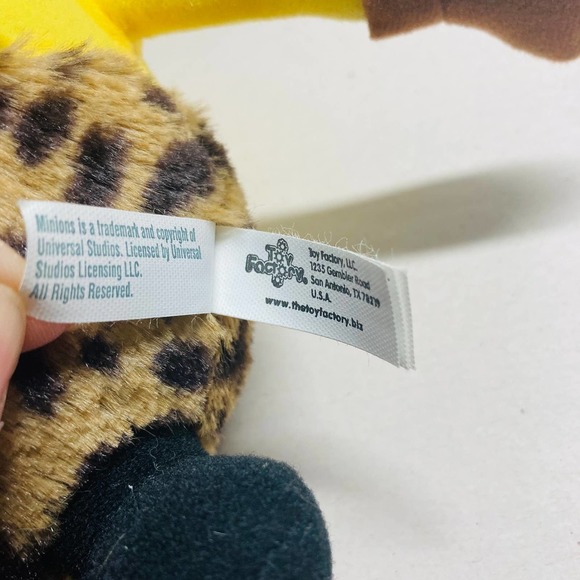 Minions is a trademark and copyright of
Universal Studios. Licensed by Universal
Studios Licensing LLC.
All Rights Reserved.
Toy
Factory
Toy Factory, LLC.
1235 Gembler Road
San Antonio, TX 78219
U.S.A.
www.thetoyfactory.biz